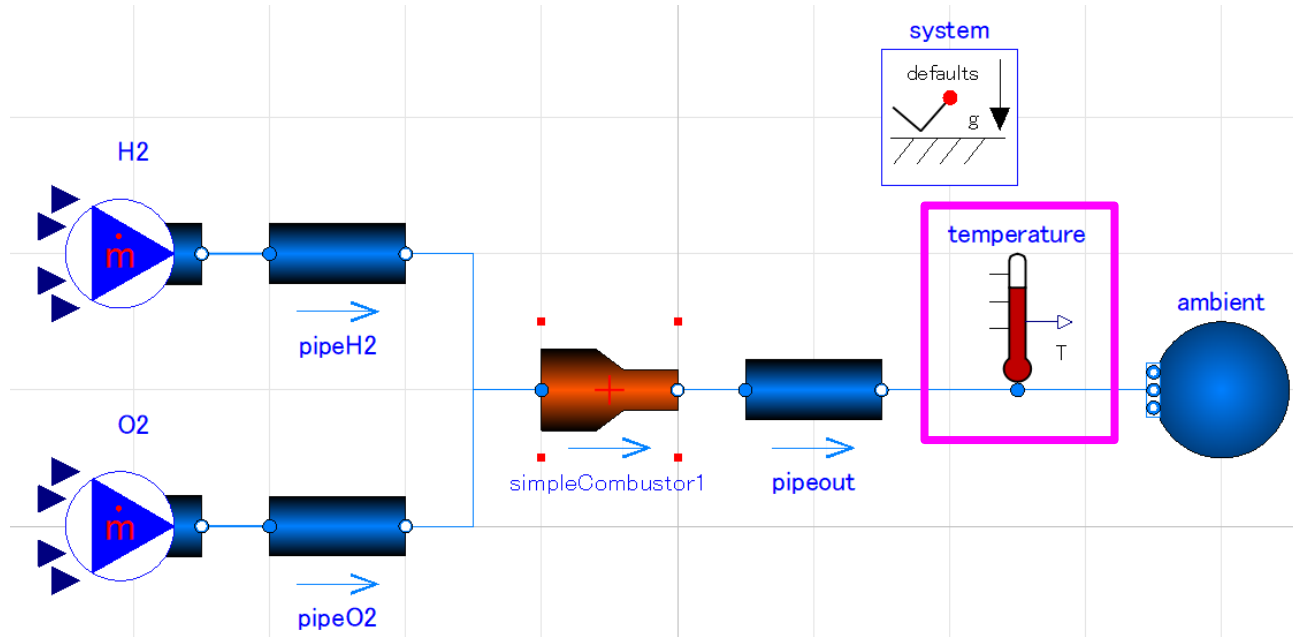 system
defaults
g
H2
ṁ
pipeH2
temperature
T
ambient
simpleCombustor1
pipeout
O2
ṁ
pipeO2